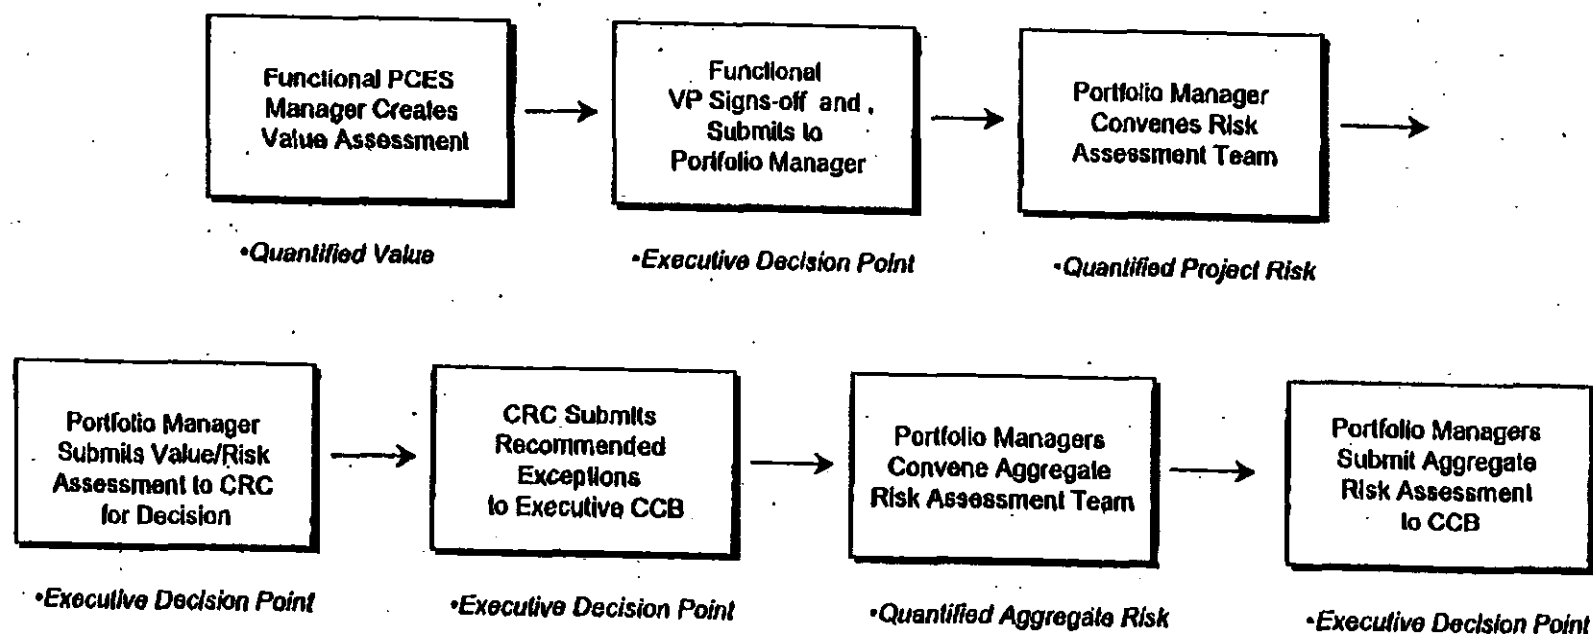 Functional PCES
Manager Creates
Value Assessment
•Quantified Value
Functional
VP Signs-off and
Submits to
Portfolio Manager
•Executive Decision Point
Portfolio Manager
Convenes Risk
Assessment Team
•Quantified Project Risk
Portfolio Manager
Submits Value/Risk
Assessment to CRC
for Decision
•Executive Decision Point
CRC Submits
Recommended
Exceptions
to Executive CCB
•Executive Decision Point
Portfolio Managers
Convene Aggregate
Risk Assessment Team
•Quantified Aggregate Risk
Portfolio Managers
Submit Aggregate
Risk Assessment
to CCB
•Executive Decision Point